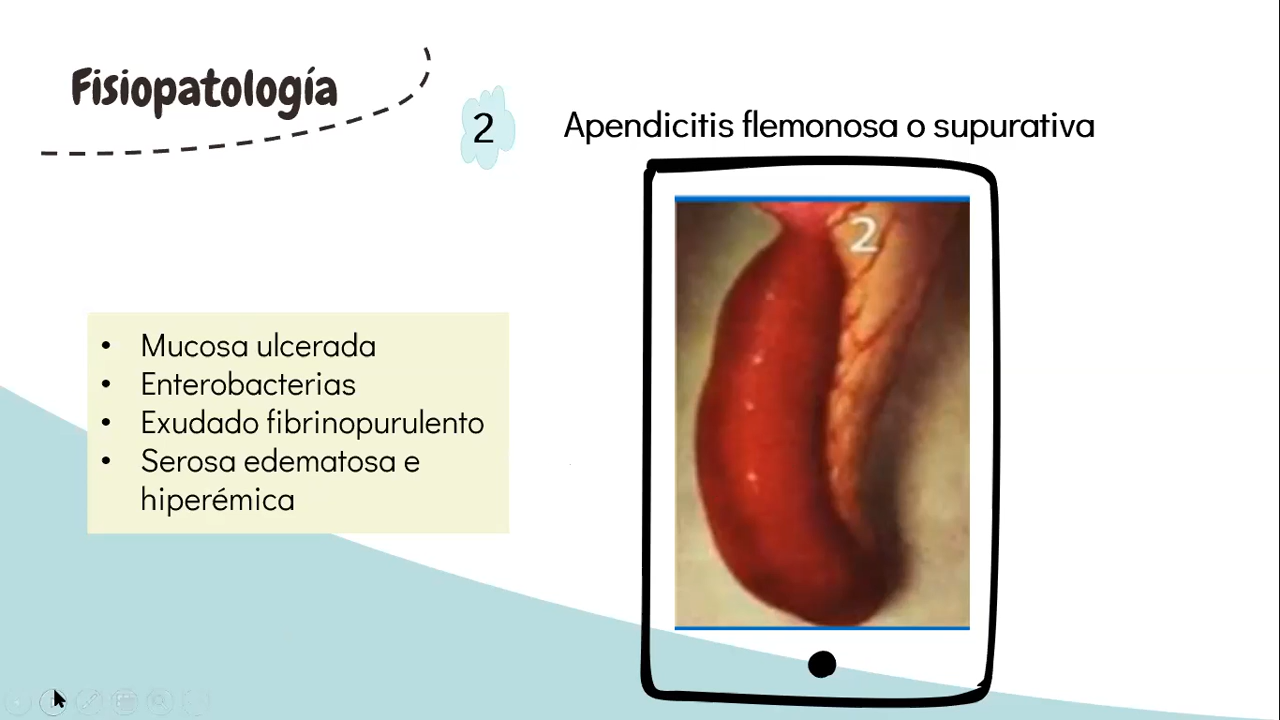 Fisiopatología
2
Apendicitis flemonosa o supurativa
2
• Mucosa ulcerada
• Enterobacterias
• Exudado fibrinopurulento
• Serosa edematosa e
hiperémica